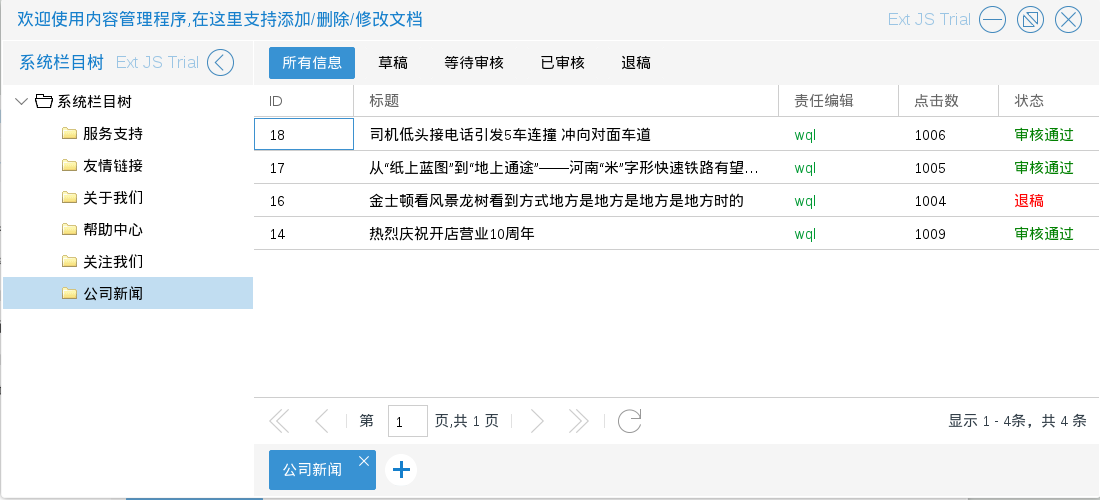 欢迎使用内容管理程序,在这里支持添加/删除/修改文档 Ext JS Trial
系统栏目树 Ext JS Trial
所有信息 草稿 等待审核 已审核 退稿
系统栏目树
服务支持
友情链接
关于我们
帮助中心
关注我们
公司新闻
ID 标题 责任编辑 点击数 状态
18 司机低头接电话引发5车连撞 冲向对面车道 wql 1006 审核通过
17 从“纸上蓝图”到“地上通途”——河南“米”字形快速铁路有望... wql 1005 审核通过
16 金士顿看风景龙树看到方式地方是地方是地方是地方时的 wql 1004 退稿
14 热烈庆祝开店营业10周年 wql 1009 审核通过
第 1 页,共 1 页 显示 1 - 4条，共 4 条
公司新闻